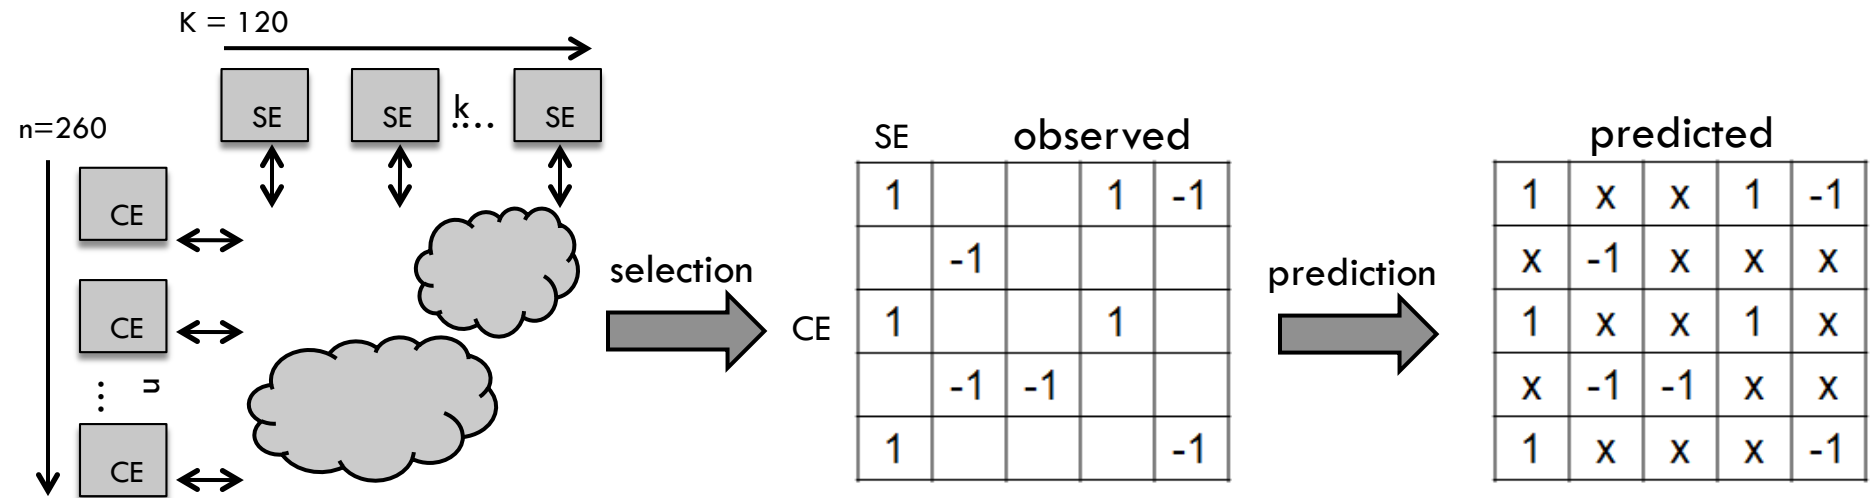 K = 120
SE SE k.... SE
n=260
CE
CE
... n
CE
selection
SE observed
1 1 -1
-1
CE 1 1
-1 -1
1 -1
prediction
predicted
1 x x 1 -1
x -1 x x x
1 x x 1 x
x -1 -1 x x
1 x x x -1